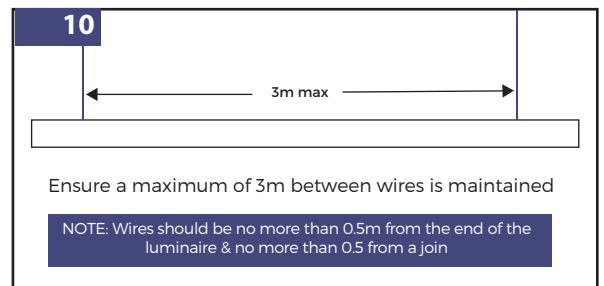 10
3m max
Ensure a maximum of 3m between wires is maintained
NOTE: Wires should be no more than 0.5m from the end of the
luminaire & no more than 0.5 from a join